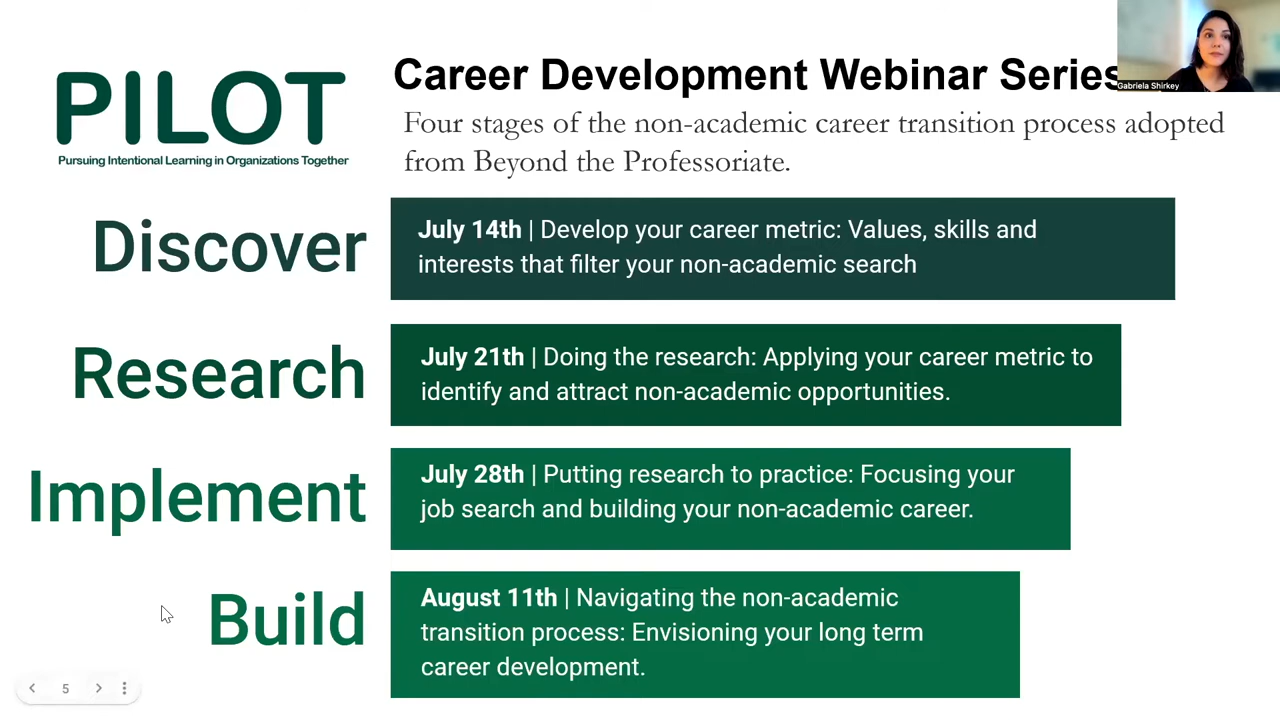 PILOT
Pursuing Intentional Learning in Organizations Together
Career Development Webinar Series
Gabriela Shirkey
Four stages of the non-academic career transition process adopted
from Beyond the Professoriate.
Discover
July 14th | Develop your career metric: Values, skills and
interests that filter your non-academic search
Research
July 21th | Doing the research: Applying your career metric to
identify and attract non-academic opportunities.
Implement
July 28th | Putting research to practice: Focusing your
job search and building your non-academic career.
Build
August 11th | Navigating the non-academic
transition process: Envisioning your long term
career development.
5